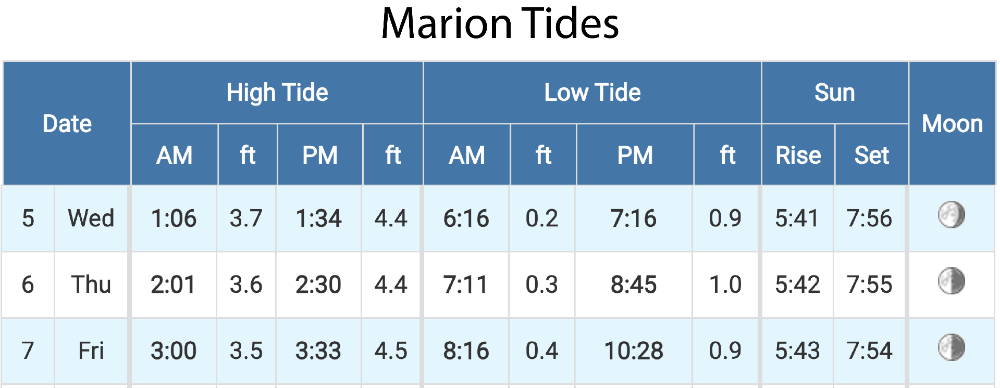 Marion Tides
Date High Tide Low Tide Sun Moon
AM ft PM ft AM ft PM ft Rise Set
5 Wed 1:06 3.7 1:34 4.4 6:16 0.2 7:16 0.9 5:41 7:56
6 Thu 2:01 3.6 2:30 4.4 7:11 0.3 8:45 1.0 5:42 7:55
7 Fri 3:00 3.5 3:33 4.5 8:16 0.4 10:28 0.9 5:43 7:54